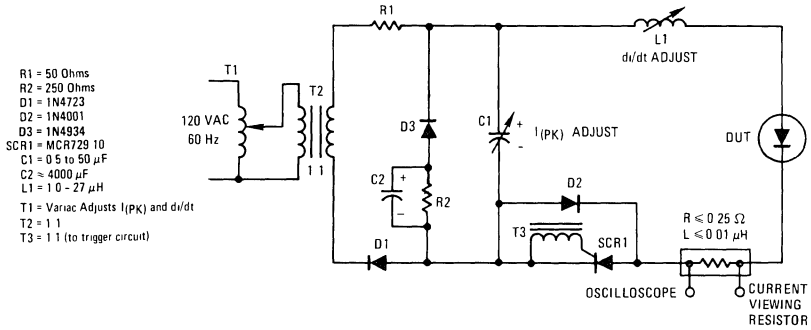 R1 = 50 Ohms
R2 = 250 Ohms
D1 = 1N4723
D2 = 1N4001
D3 = 1N4934
SCR1 = MCR729 10
C1 = 0 5 to 50 μF
C2 ≈ 4000 μF
L1 = 1 0 - 27 μH
T1 = Variac Adjusts I(PK) and di/dt
T2 = 1 1
T3 = 1 1 (to trigger circuit)
T1
120 VAC
60 Hz
T2
1 1
R1
D3
C2
+
−
R2
D1
C1
+
−
I(PK) ADJUST
L1
di/dt ADJUST
DUT
D2
T3
SCR1
R ⩽ 0 25 Ω
L ⩽ 0 01 μH
OSCILLOSCOPE
CURRENT
VIEWING
RESISTOR